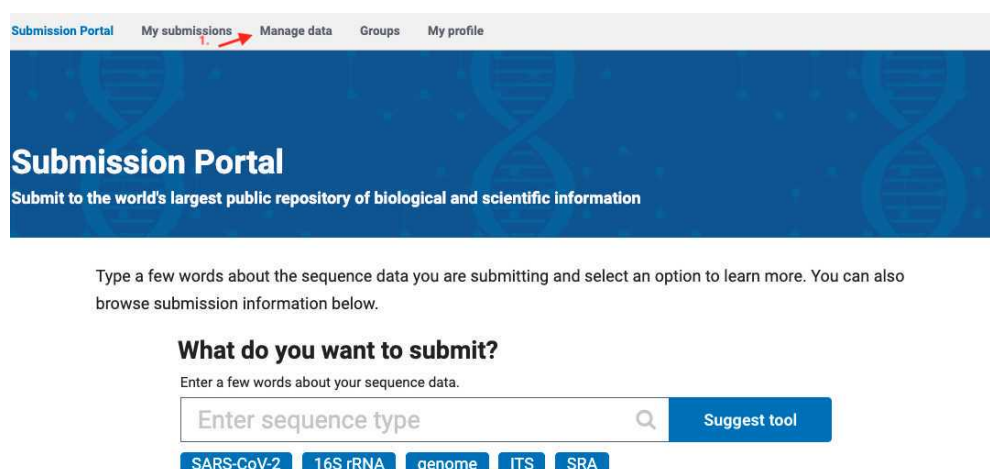 Submission Portal My submissions Manage data Groups My profile
1.
Submission Portal
Submit to the world's largest public repository of biological and scientific information
Type a few words about the sequence data you are submitting and select an option to learn more. You can also
browse submission information below.
What do you want to submit?
Enter a few words about your sequence data.
Enter sequence type Suggest tool
SARS-CoV-2 16S rRNA genome ITS SRA